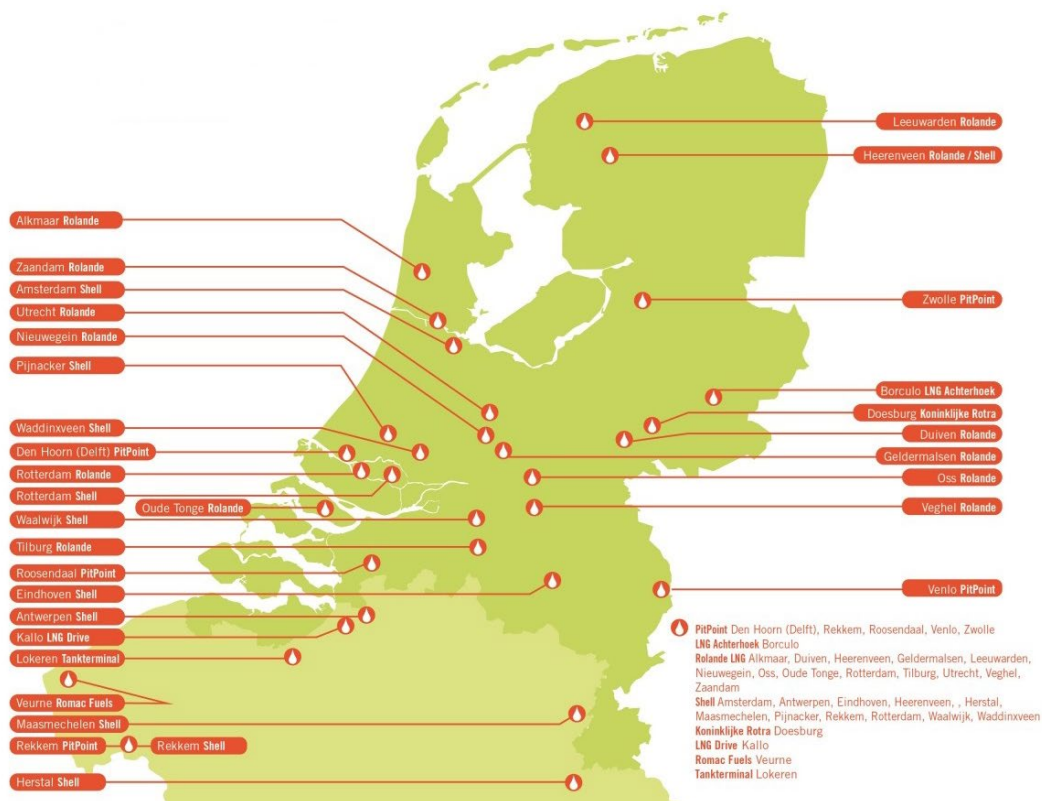 Leeuwarden Rolande
Heerenveen Rolande / Shell
Alkmaar Rolande
Zaandam Rolande
Amsterdam Shell
Utrecht Rolande
Nieuwegein Rolande
Pijnacker Shell
Waddinxveen Shell
Den Hoorn (Delft) PitPoint
Rotterdam Rolande
Rotterdam Shell
Oude Tonge Rolande
Waalwijk Shell
Tilburg Rolande
Roosendaal PitPoint
Eindhoven Shell
Antwerpen Shell
Kallo LNG Drive
Lokeren Tankterminal
Veurne Romac Fuels
Maasmechelen Shell
Rekkem PitPoint
Rekkem Shell
Herstal Shell
Zwolle PitPoint
Borculo LNG Achterhoek
Doesburg Koninklijke Rotra
Duiven Rolande
Geldermalsen Rolande
Oss Rolande
Veghel Rolande
Venlo PitPoint
PitPoint Den Hoorn (Delft), Rekkem, Roosendaal, Venlo, Zwolle
LNG Achterhoek Borculo
Rolande LNG Alkmaar, Duiven, Heerenveen, Geldermalsen, Leeuwarden,
Nieuwegein, Oss, Oude Tonge, Rotterdam, Tilburg, Utrecht, Veghel,
Zaandam
Shell Amsterdam, Antwerpen, Eindhoven, Heerenveen, , Herstal,
Maasmechelen, Pijnacker, Rekkem, Rotterdam, Waalwijk, Waddinxveen
Koninklijke Rotra Doesburg
LNG Drive Kallo
Romac Fuels Veurne
Tankterminal Lokeren